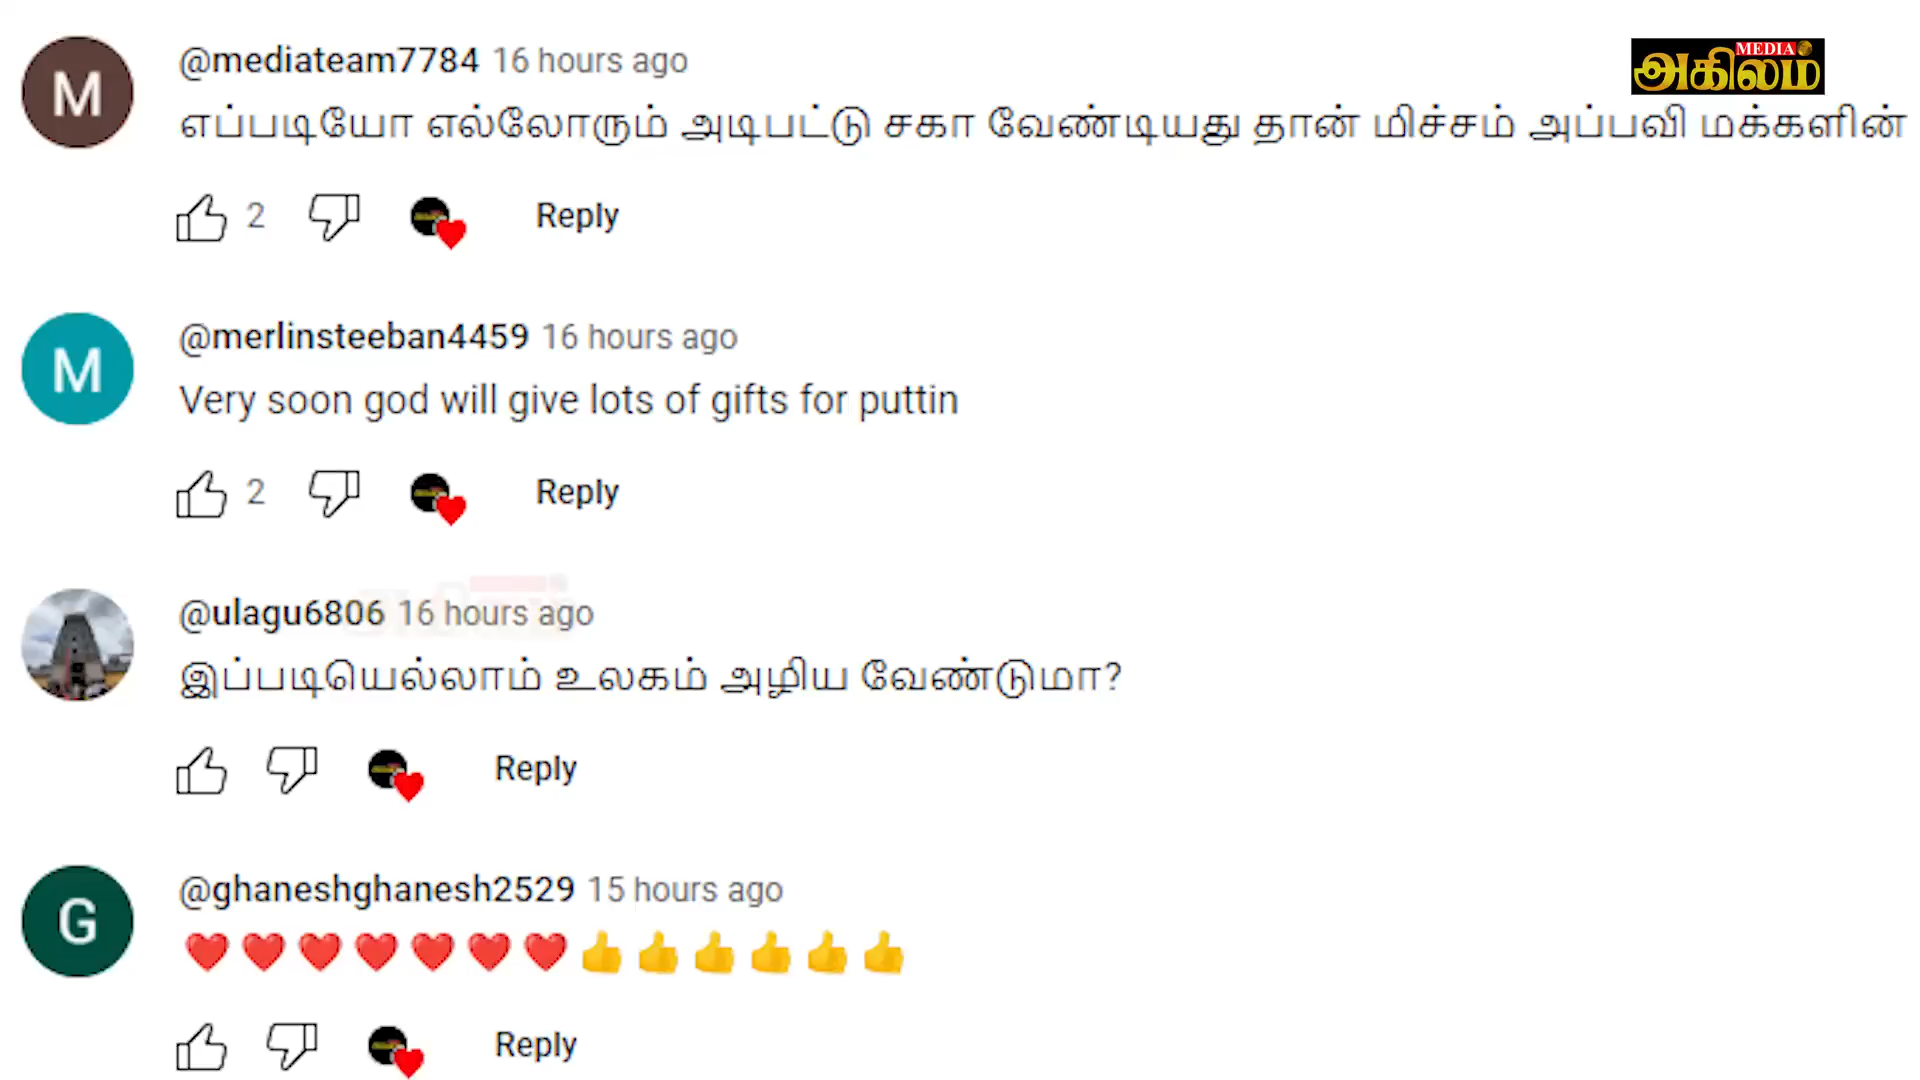 MEDIA
அகிலம்
M
@mediateam7784 16 hours ago
எப்படியோ எல்லோரும் அடிபட்டு சகா வேண்டியது தான் மிச்சம் அப்பவி மக்களின்
2 Reply
M
@merlinsteeban4459 16 hours ago
Very soon god will give lots of gifts for puttin
2 Reply
@ulagu6806 16 hours ago
இப்படியெல்லாம் உலகம் அழிய வேண்டுமா?
Reply
G
@ghaneshghanesh2529 15 hours ago
❤️❤️❤️❤️❤️❤️❤️👍👍👍👍👍👍
Reply